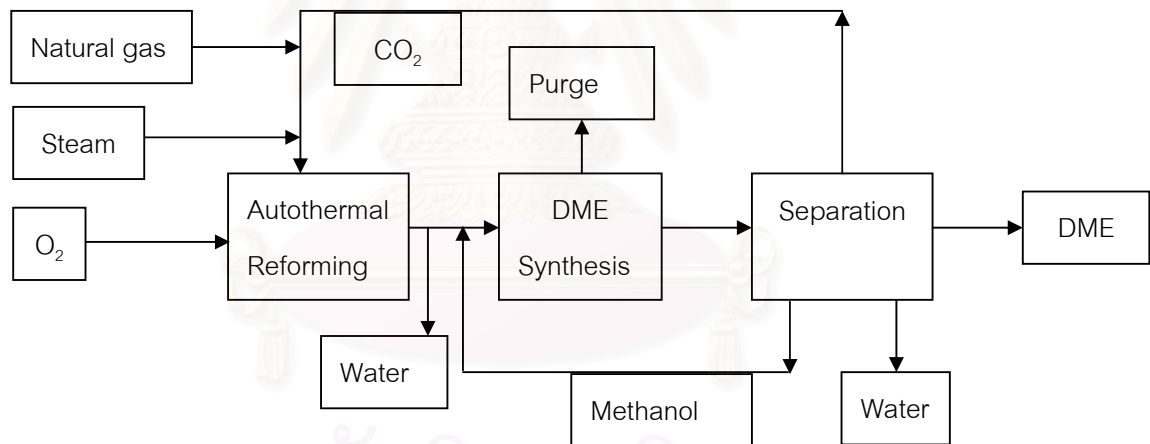 Natural gas
CO₂
Purge
Steam
Autothermal
Reforming
DME
Synthesis
Separation
DME
O₂
Water
Methanol
Water